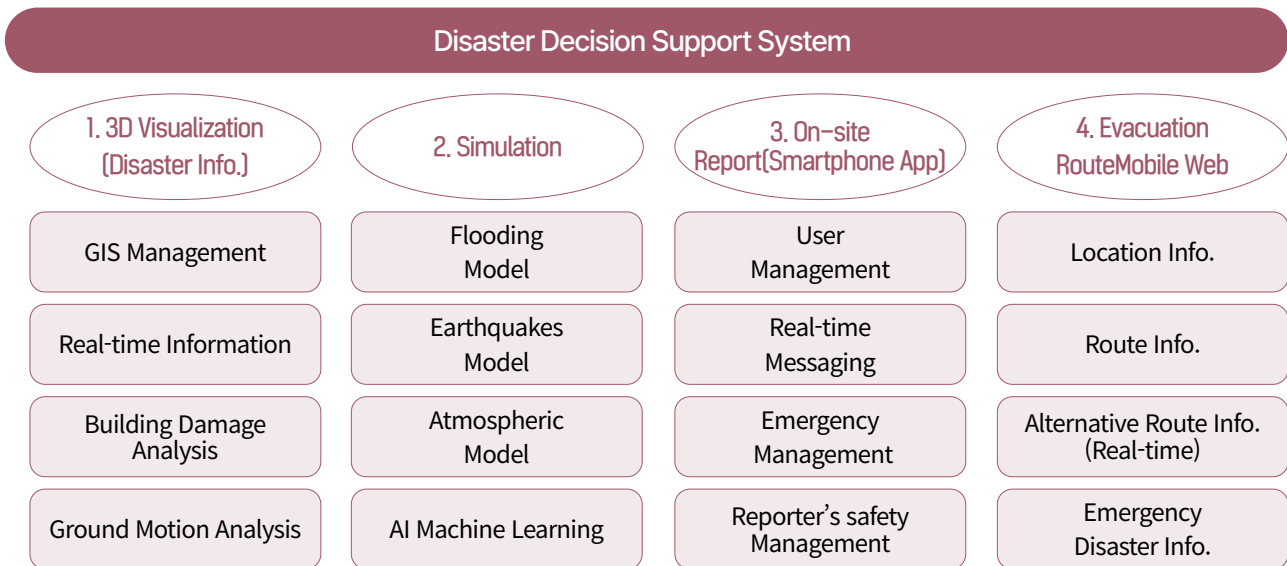 Disaster Decision Support System
1. 3D Visualization
(Disaster Info.)
GIS Management
Real-time Information
Building Damage
Analysis
Ground Motion Analysis
2. Simulation
Flooding
Model
Earthquakes
Model
Atmospheric
Model
AI Machine Learning
3. On-site
Report(Smartphone App)
User
Management
Real-time
Messaging
Emergency
Management
Reporter's safety
Management
4. Evacuation
RouteMobile Web
Location Info.
Route Info.
Alternative Route Info.
(Real-time)
Emergency
Disaster Info.